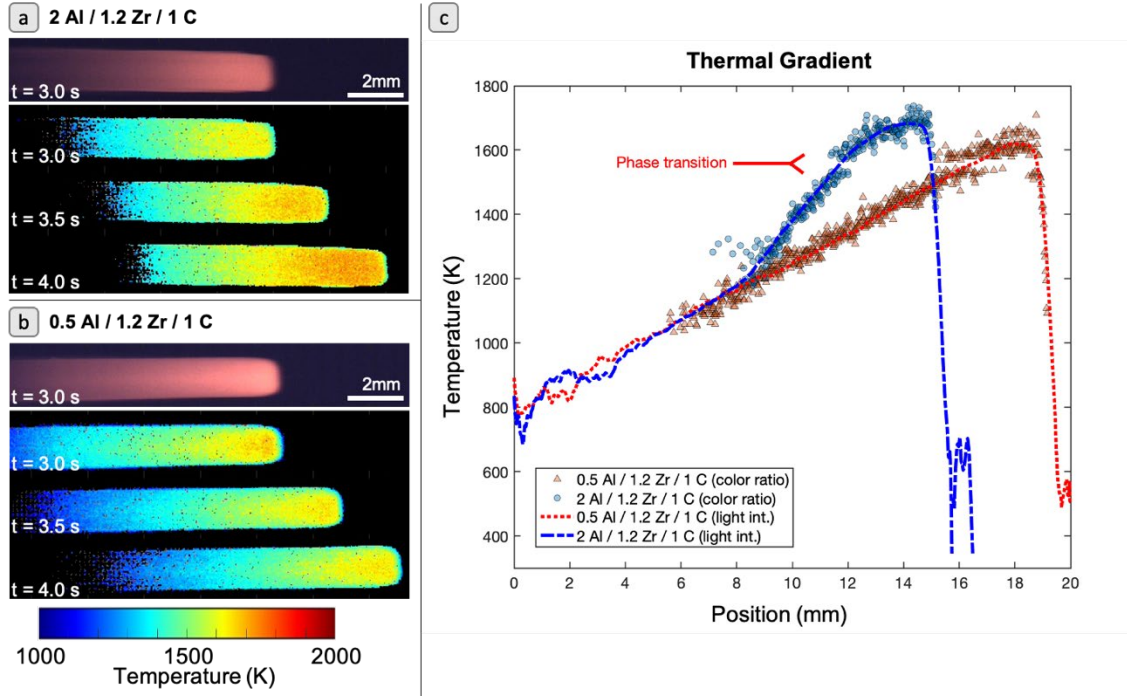 a
2 Al / 1.2 Zr / 1 C
t = 3.0 s
2mm
t = 3.0 s
t = 3.5 s
t = 4.0 s
b
0.5 Al / 1.2 Zr / 1 C
t = 3.0 s
2mm
t = 3.0 s
t = 3.5 s
t = 4.0 s
1000 1500 2000
Temperature (K)
c
Thermal Gradient
Temperature (K)
1800
1600
1400
1200
1000
800
600
400
Phase transition
0.5 Al / 1.2 Zr / 1 C (color ratio)
2 Al / 1.2 Zr / 1 C (color ratio)
0.5 Al / 1.2 Zr / 1 C (light int.)
2 Al / 1.2 Zr / 1 C (light int.)
0 2 4 6 8 10 12 14 16 18 20
Position (mm)